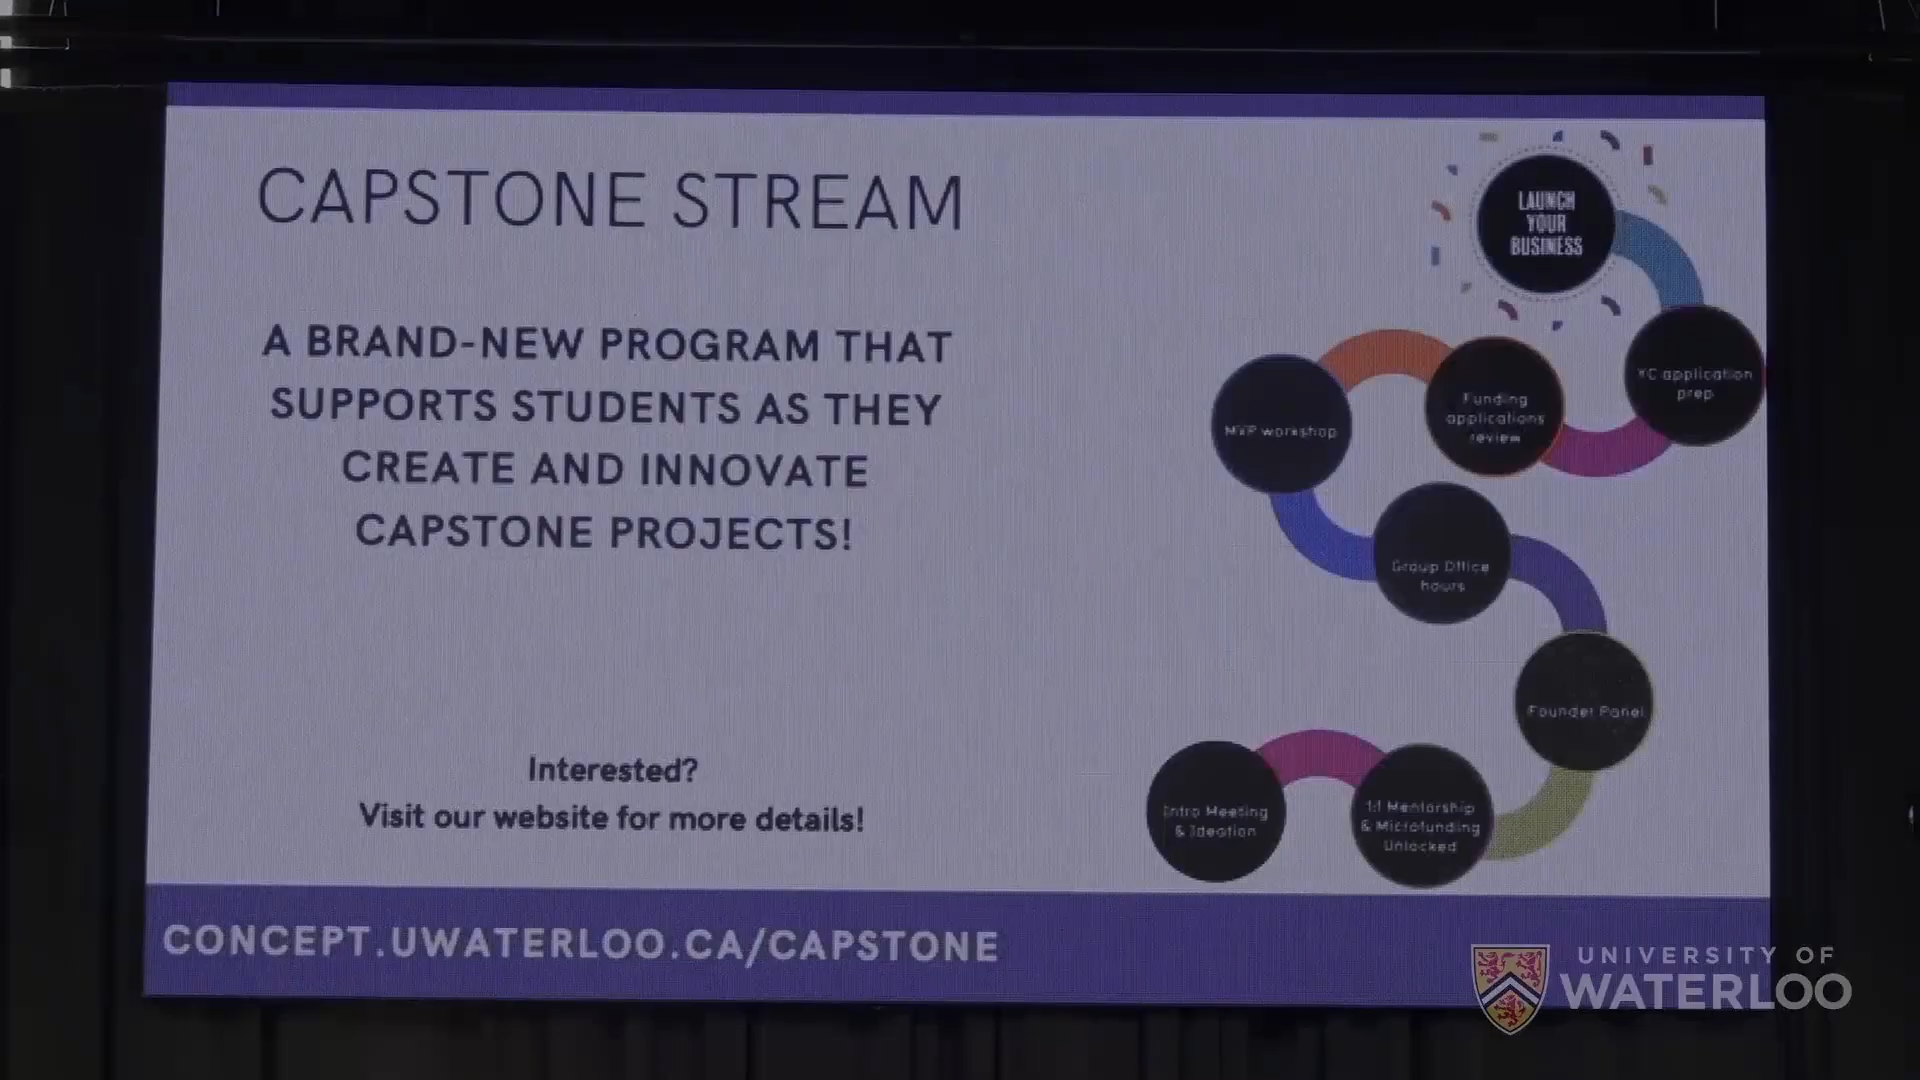 CAPSTONE STREAM
A BRAND-NEW PROGRAM THAT
SUPPORTS STUDENTS AS THEY
CREATE AND INNOVATE
CAPSTONE PROJECTS!
Interested?
Visit our website for more details!
CONCEPT.UWATERLOO.CA/CAPSTONE
LAUNCH
YOUR
BUSINESS
YC application
prep
Funding
applications
review
MVP workshop
Group Office
hours
Founder Panel
1:1 Mentorship
& Microfunding
Unlocked
Intro Meeting
& Ideation
UNIVERSITY OF
WATERLOO